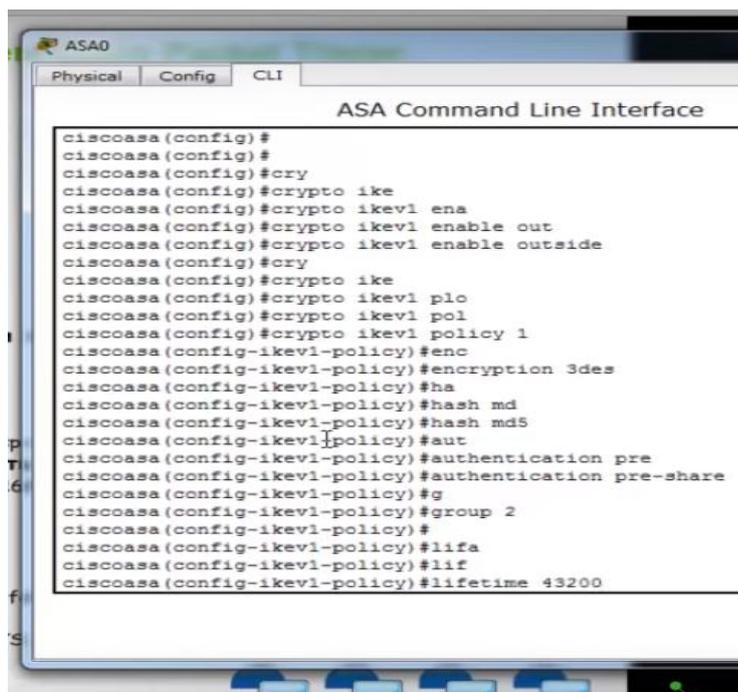 ASA0
Physical Config CLI
ASA Command Line Interface
ciscoasa(config)#
ciscoasa(config)#
ciscoasa(config)#cry
ciscoasa(config)#crypto ike
ciscoasa(config)#crypto ikev1 ena
ciscoasa(config)#crypto ikev1 enable out
ciscoasa(config)#crypto ikev1 enable outside
ciscoasa(config)#cry
ciscoasa(config)#crypto ike
ciscoasa(config)#crypto ikev1 plo
ciscoasa(config)#crypto ikev1 pol
ciscoasa(config)#crypto ikev1 policy 1
ciscoasa(config-ikev1-policy)#enc
ciscoasa(config-ikev1-policy)#encryption 3des
ciscoasa(config-ikev1-policy)#ha
ciscoasa(config-ikev1-policy)#hash md
ciscoasa(config-ikev1-policy)#hash md5
ciscoasa(config-ikev1-policy)#aut
ciscoasa(config-ikev1-policy)#authentication pre
ciscoasa(config-ikev1-policy)#authentication pre-share
ciscoasa(config-ikev1-policy)#g
ciscoasa(config-ikev1-policy)#group 2
ciscoasa(config-ikev1-policy)#
ciscoasa(config-ikev1-policy)#lifa
ciscoasa(config-ikev1-policy)#lif
ciscoasa(config-ikev1-policy)#lifetime 43200